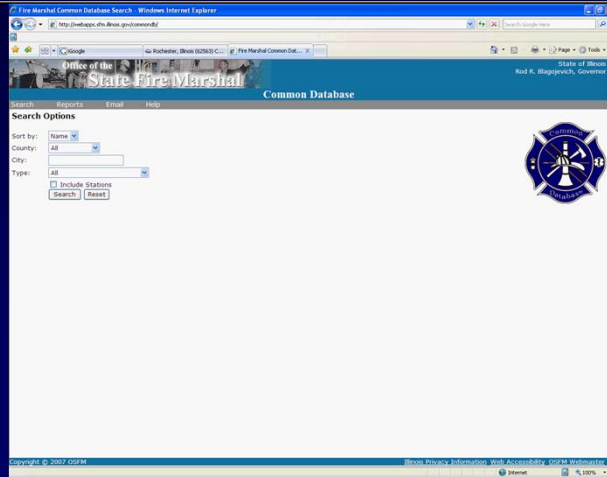 Fire Marshal Common Database Search - Windows Internet Explorer
http://webapps.sfm.illinois.gov/commondb/
Search Google Here
Google
Rochester, Illinois (62563) C...
Fire Marshal Common Dat...
Page
Tools
Office of the
State Fire Marshal
State of Illinois
Rod R. Blagojevich, Governor
Common Database
Search Reports Email Help
Search Options
Sort by: Name
County: All
City:
Type: All
Include Stations
Search Reset
Common
Database
Copyright © 2007 OSFM
Illinois Privacy Information Web Accessibility OSFM Webmaster
Internet 100%